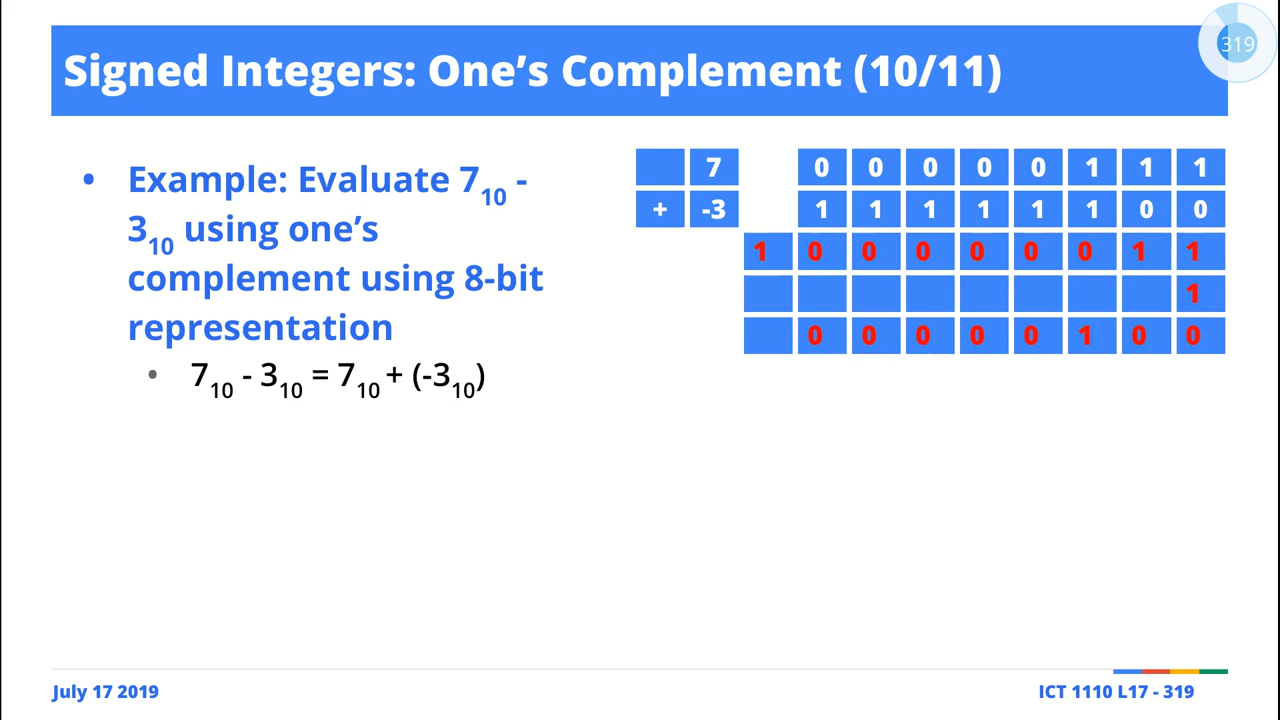 319
Signed Integers: One's Complement (10/11)
• Example: Evaluate 7₁₀ -
3₁₀ using one's
complement using 8-bit
representation
• 7₁₀ - 3₁₀ = 7₁₀ + (-3₁₀)
7 0 0 0 0 0 1 1 1
+ -3 1 1 1 1 1 1 0 0
1 0 0 0 0 0 0 1 1
1
0 0 0 0 0 1 0 0
July 17 2019
ICT 1110 L17 - 319